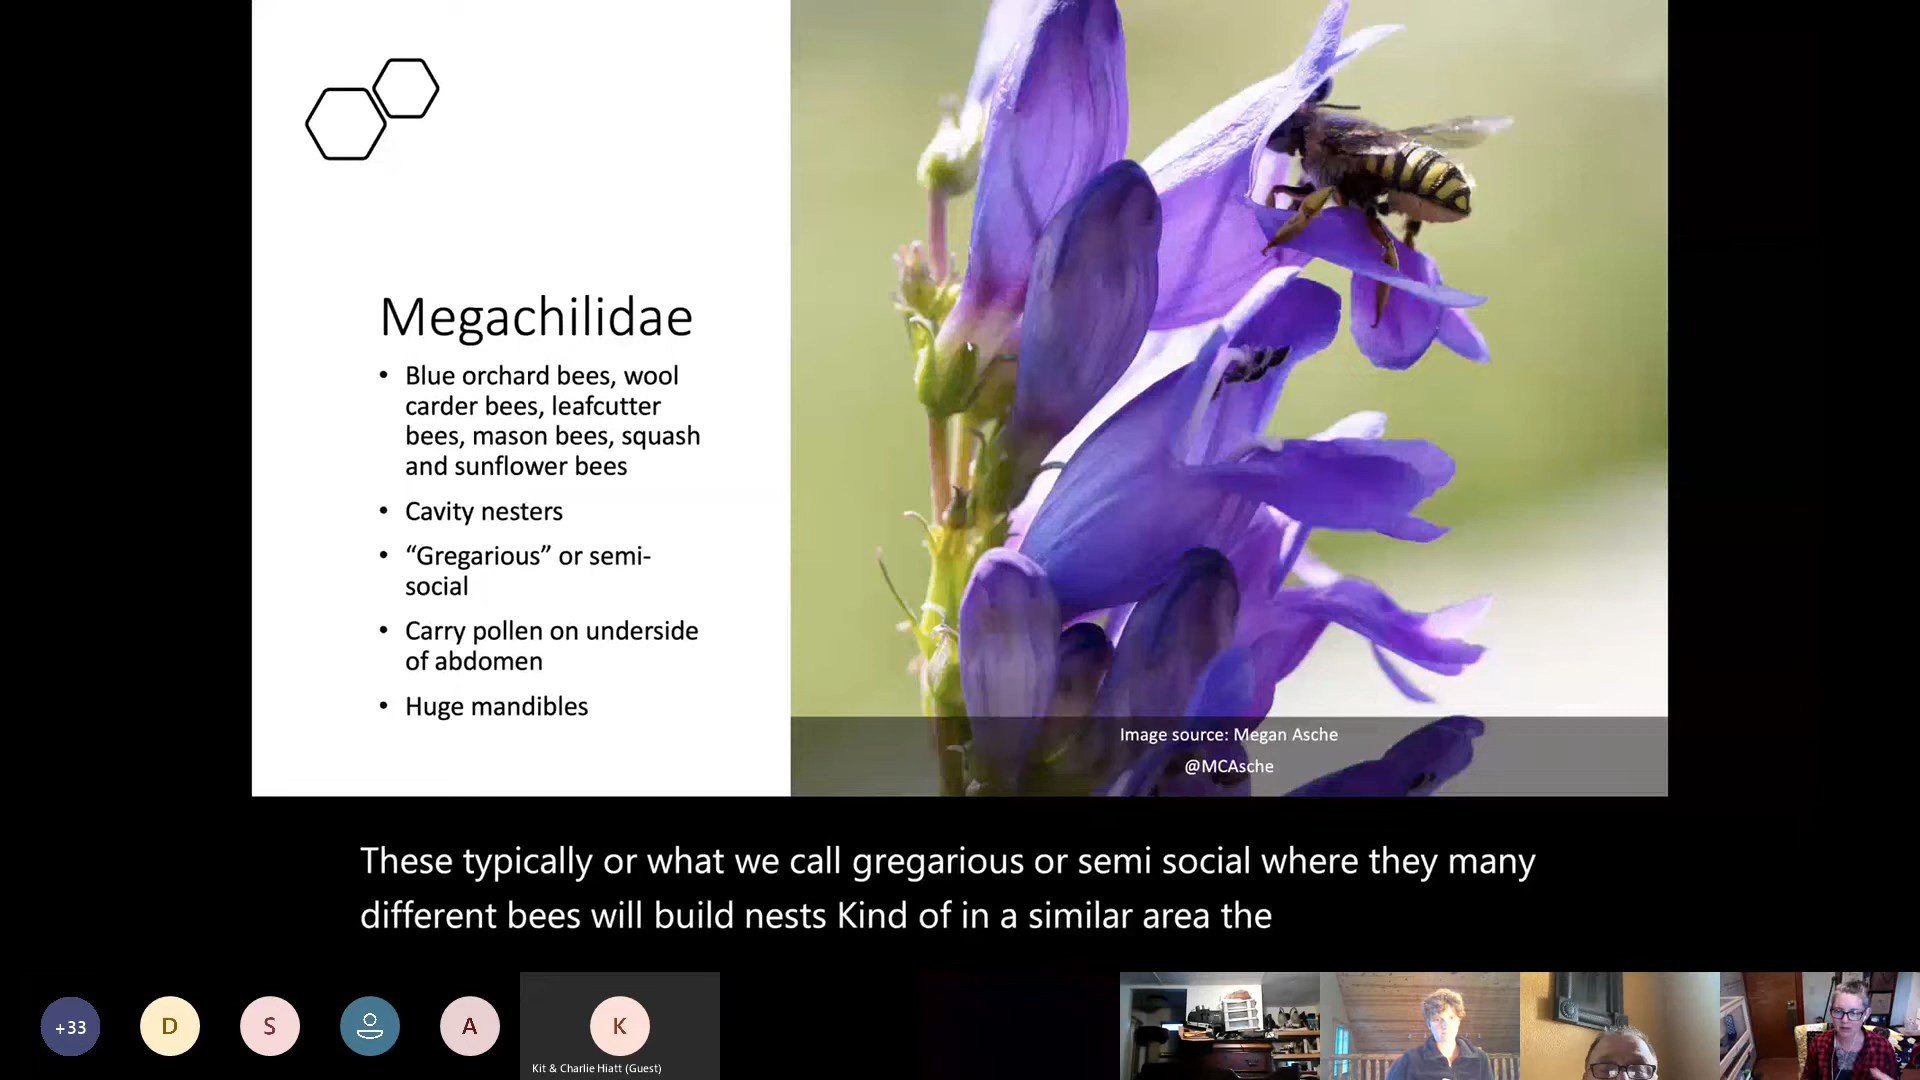 Megachilidae
• Blue orchard bees, wool
carder bees, leafcutter
bees, mason bees, squash
and sunflower bees
• Cavity nesters
• “Gregarious” or semi-
social
• Carry pollen on underside
of abdomen
• Huge mandibles
Image source: Megan Asche
@MCAsche
These typically or what we call gregarious or semi social where they many
different bees will build nests Kind of in a similar area the
+33
D
S
A
K
Kit & Charlie Hiatt (Guest)